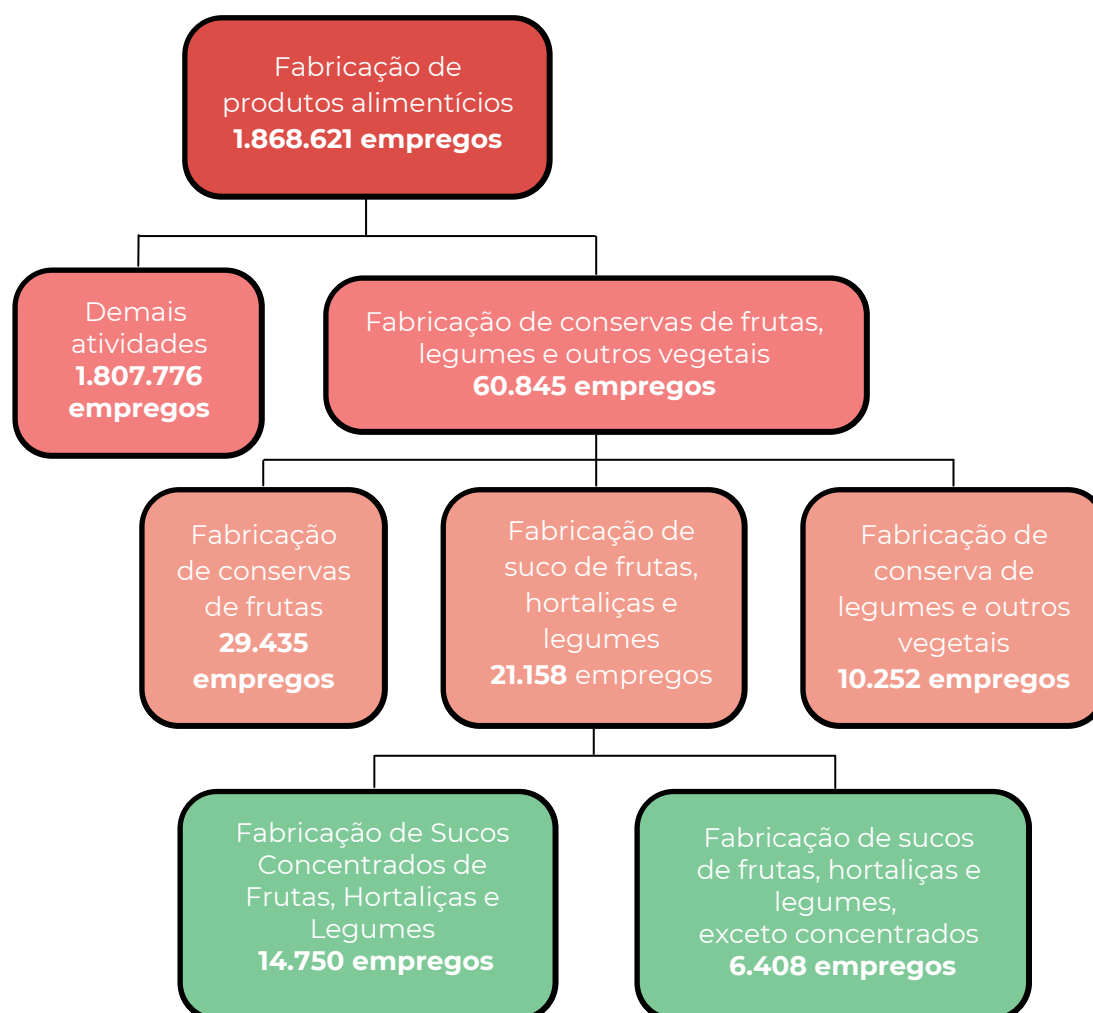 Fabricação de
produtos alimentícios
1.868.621 empregos
Demais
atividades
1.807.776
empregos
Fabricação de conservas de frutas,
legumes e outros vegetais
60.845 empregos
Fabricação
de conservas
de frutas
29.435
empregos
Fabricação de
suco de frutas,
hortaliças e
legumes
21.158 empregos
Fabricação de
conserva de
legumes e outros
vegetais
10.252 empregos
Fabricação de Sucos
Concentrados de
Frutas, Hortaliças e
Legumes
14.750 empregos
Fabricação de sucos
de frutas, hortaliças e
legumes,
exceto concentrados
6.408 empregos